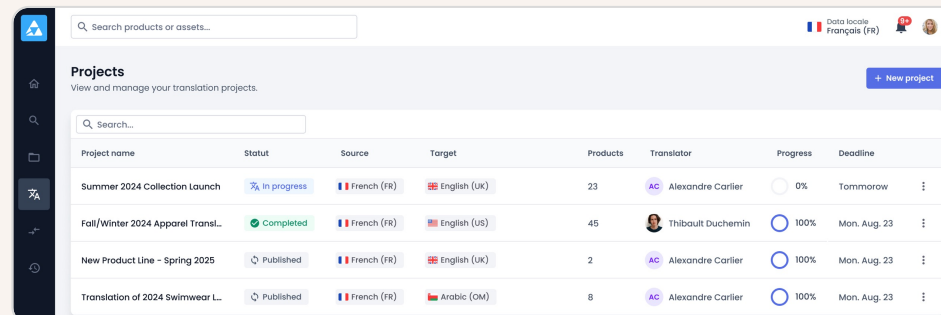 Search products or assets...
Data locale
Français (FR)
9+
Projects
View and manage your translation projects.
+ New project
Search...
Project name Statut Source Target Products Translator Progress Deadline
Summer 2024 Collection Launch In progress French (FR) English (UK) 23 AC Alexandre Carlier 0% Tommorow
Fall/Winter 2024 Apparel Transl... Completed French (FR) English (US) 45 Thibault Duchemin 100% Mon. Aug. 23
New Product Line - Spring 2025 Published French (FR) English (UK) 2 AC Alexandre Carlier 100% Mon. Aug. 23
Translation of 2024 Swimwear L... Published French (FR) Arabic (OM) 8 AC Alexandre Carlier 100% Mon. Aug. 23